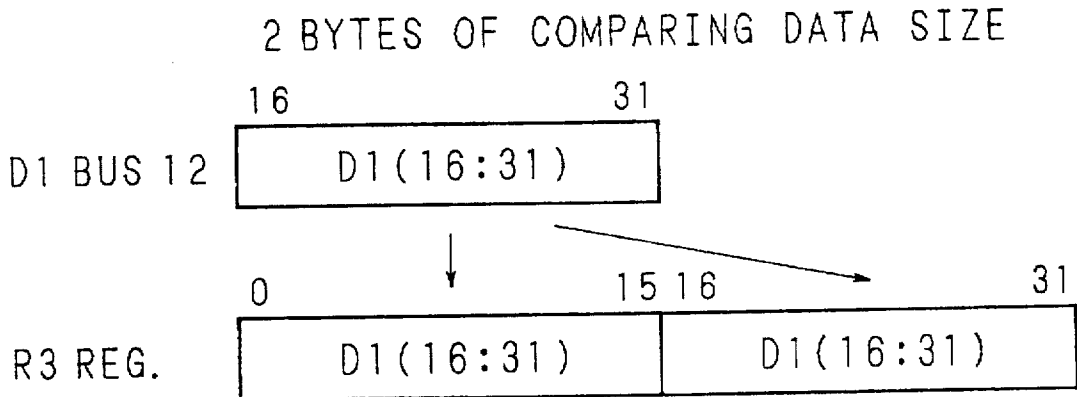 2 BYTES OF COMPARING DATA SIZE
16 31
D1 BUS 12 D1(16:31)
0 15 16 31
R3 REG. D1(16:31) D1(16:31)